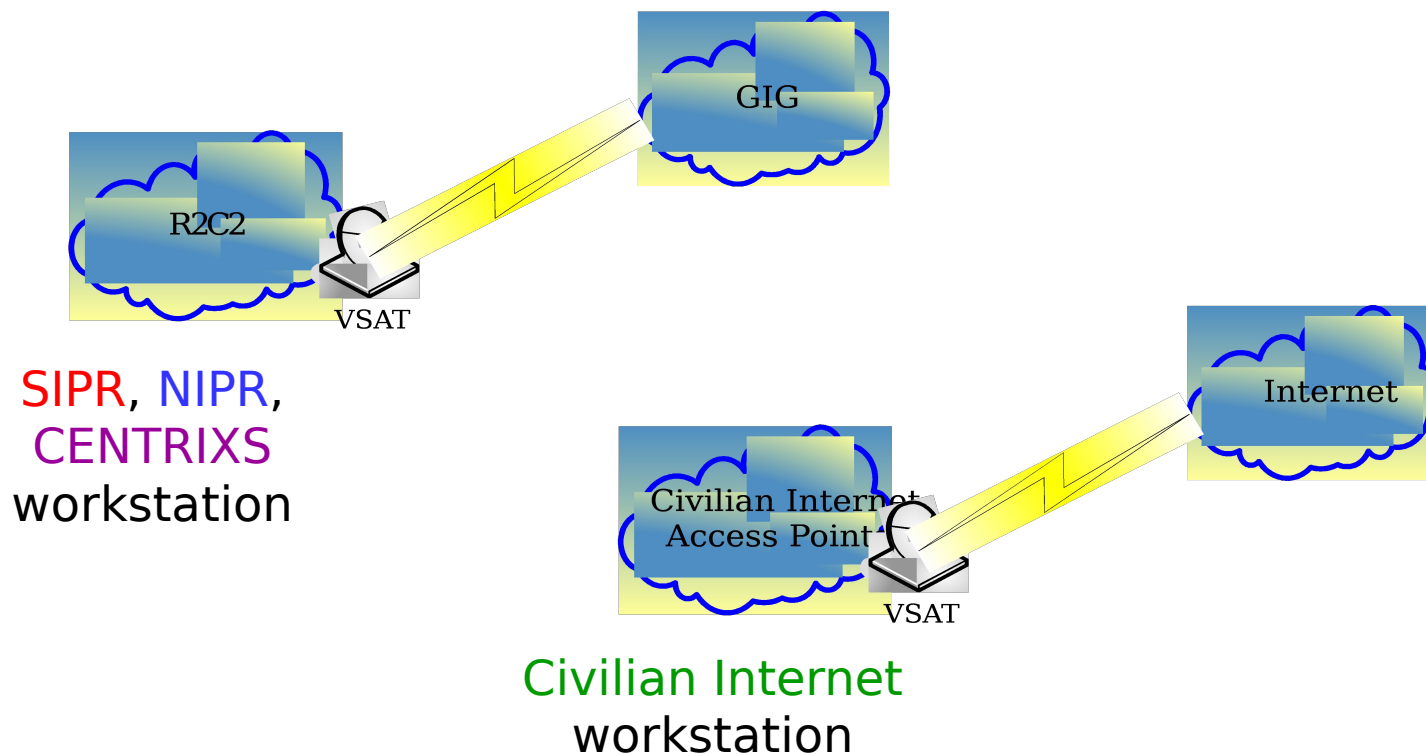 GIG
R2C2
VSAT
SIPR, NIPR,
CENTRIXS
workstation
Internet
Civilian Internet
Access Point
VSAT
Civilian Internet
workstation